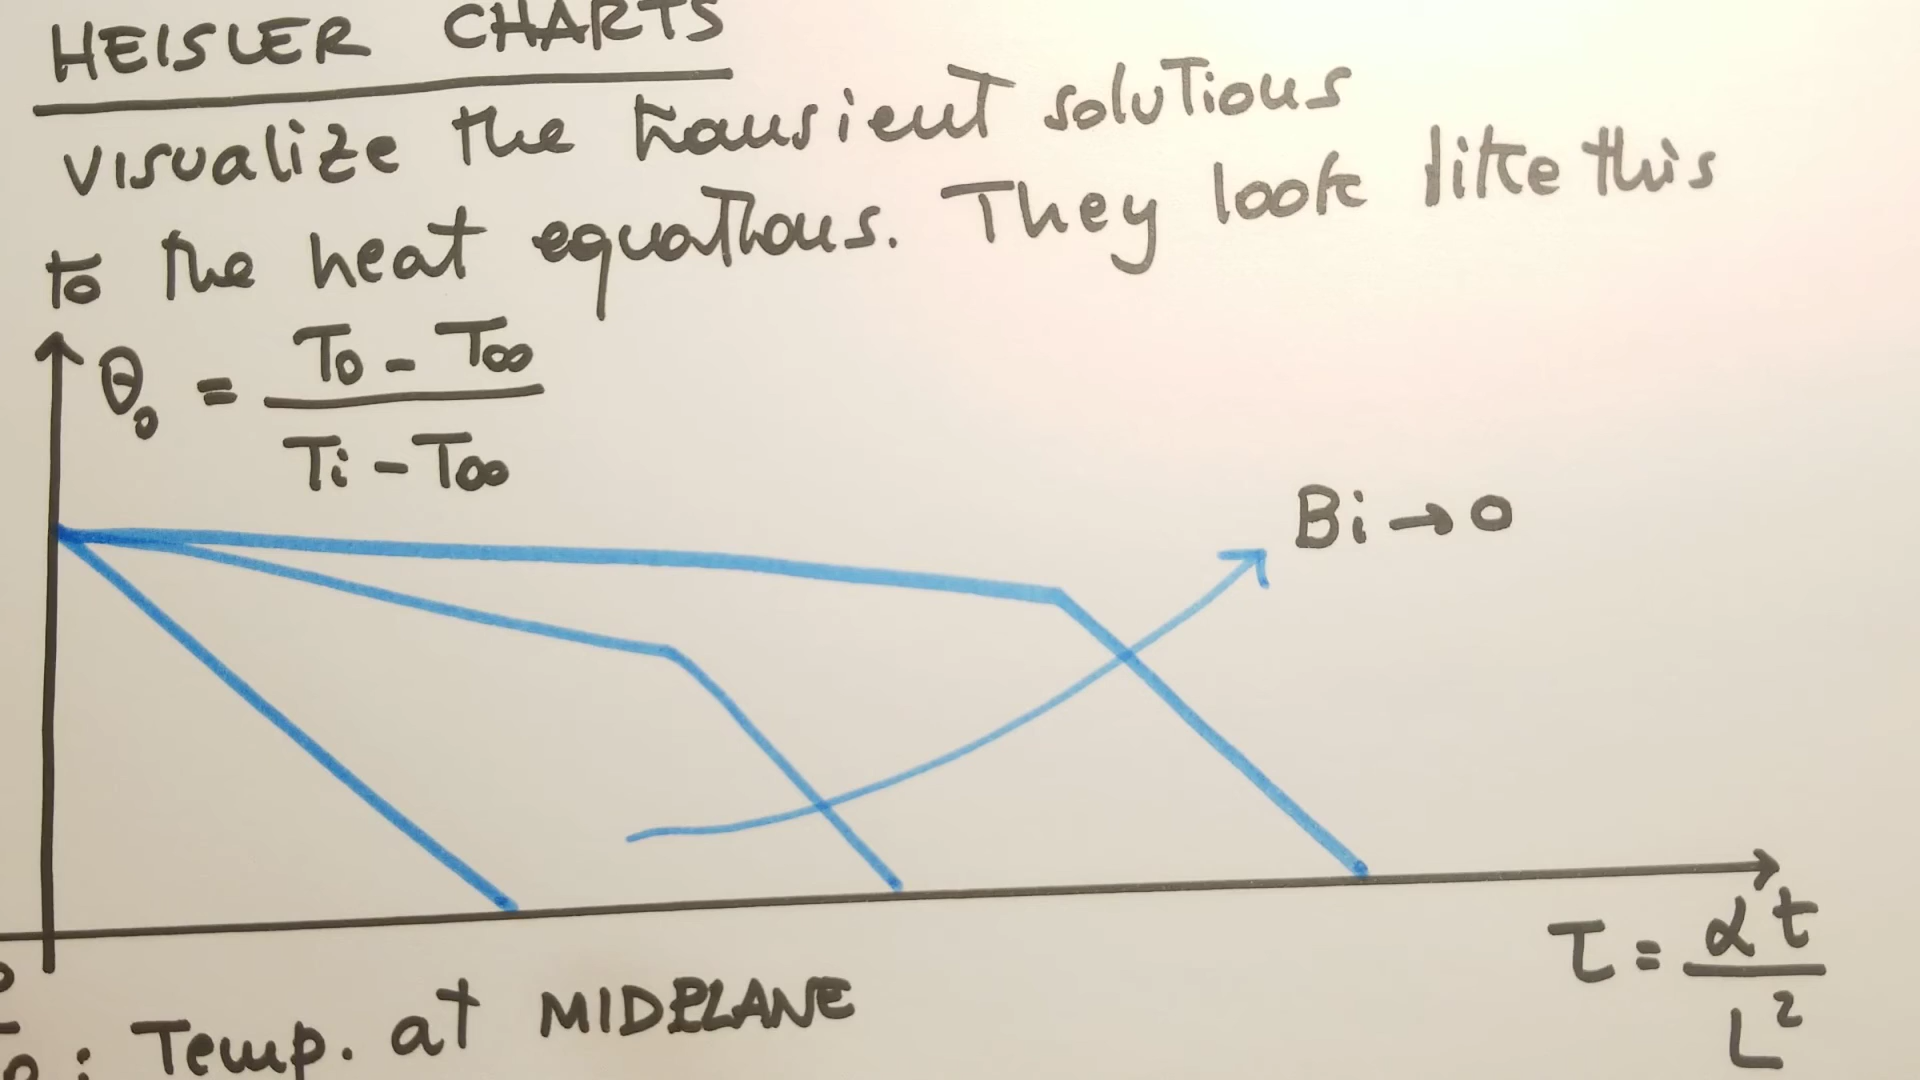 HEISLER CHARTS
visualize the transient solutions
to the heat equations. They look like this
θ₀ = T₀ - T∞
Ti - T∞
Bi → 0
τ = αt
L²
: Temp. at MIDPLANE